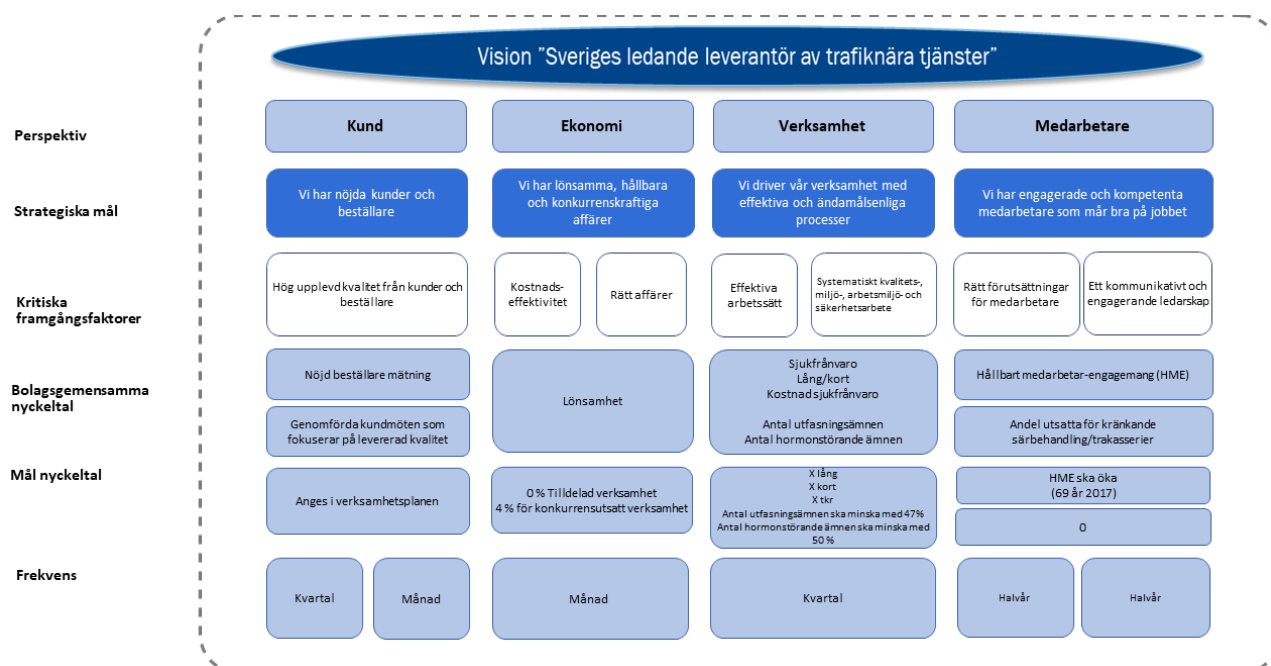 Vision ”Sveriges ledande leverantör av trafiknära tjänster”
Perspektiv
Kund
Ekonomi
Verksamhet
Medarbetare
Strategiska mål
Vi har nöjda kunder och
beställare
Vi har lönsamma, hållbara
och konkurrenskraftiga
affärer
Vi driver vår verksamhet med
effektiva och ändamålsenliga
processer
Vi har engagerade och kompetenta
medarbetare som mår bra på jobbet
Kritiska
framgångsfaktorer
Hög upplevd kvalitet från kunder och
beställare
Kostnads-
effektivitet
Rätt affärer
Effektiva
arbetssätt
Systematiskt kvalitets-,
miljö-, arbetsmiljö- och
säkerhetsarbete
Rätt förutsättningar
för medarbetare
Ett kommunikativt och
engagerande ledarskap
Bolagsgemensamma
nyckeltal
Nöjd beställare mätning
Genomförda kundmöten som
fokuserar på levererad kvalitet
Lönsamhet
Sjukfrånvaro
Lång/kort
Kostnad sjukfrånvaro
Antal utfasningsämnen
Antal hormonstörande ämnen
Hållbart medarbetar-engagemang (HME)
Andel utsatta för kränkande
särbehandling/trakasserier
Mål nyckeltal
Anges i verksamhetsplanen
0 % Tilldelad verksamhet
4 % för konkurrensutsatt verksamhet
X lång
X kort
X tkr
Antal utfasningsämnen ska minska med 47%
Antal hormonstörande ämnen ska minska med
50 %
HME ska öka
(69 år 2017)
0
Frekvens
Kvartal
Månad
Månad
Kvartal
Halvår
Halvår